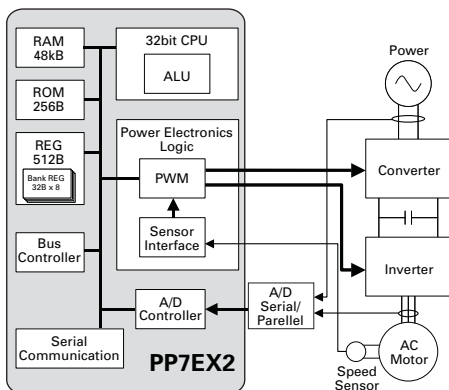 RAM
48kB
ROM
256B
REG
512B
Bank REG
32B x 8
Bus
Controller
Serial
Communication
32bit CPU
ALU
Power Electronics
Logic
PWM
Sensor
Interface
A/D
Controller
PP7EX2
A/D
Serial/
Parellel
Power
Converter
Inverter
AC
Motor
Speed
Sensor